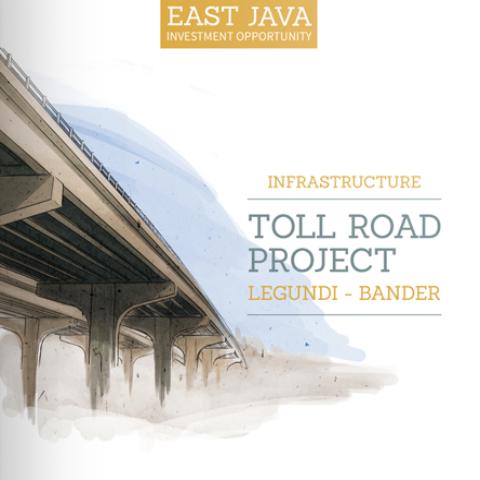 EAST JAVA
INVESTMENT OPPORTUNITY
INFRASTRUCTURE
TOLL ROAD
PROJECT
LEGUNDI - BANDER